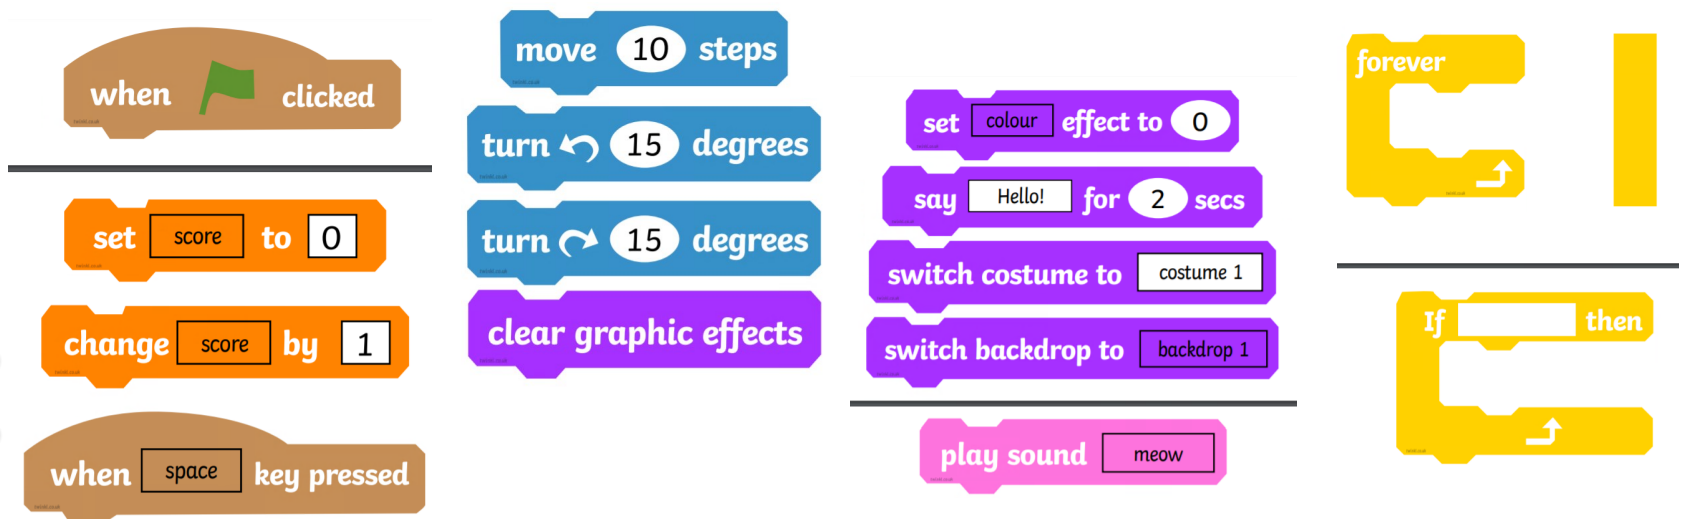 when clicked
set score to 0
change score by 1
when space key pressed
move 10 steps
turn 15 degrees
turn 15 degrees
clear graphic effects
set colour effect to 0
say Hello! for 2 secs
switch costume to costume 1
switch backdrop to backdrop 1
play sound meow
forever
If then